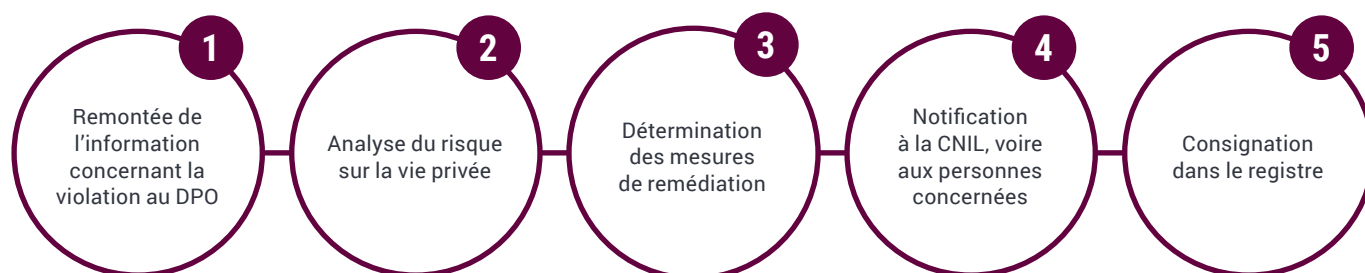 1
Remontée de
l'information
concernant la
violation au DPO
2
Analyse du risque
sur la vie privée
3
Détermination
des mesures
de remédiation
4
Notification
à la CNIL, voire
aux personnes
concernées
5
Consignation
dans le registre